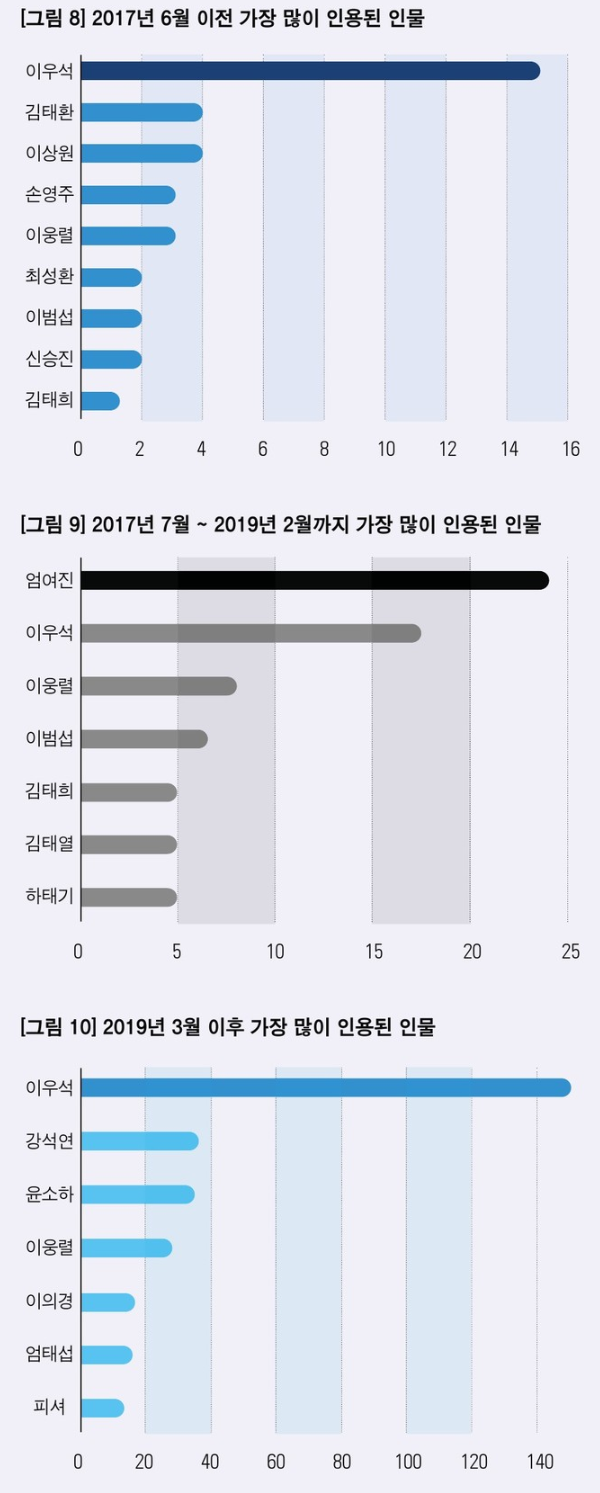 [그림 8] 2017년 6월 이전 가장 많이 인용된 인물
이우석
김태환
이상원
손영주
이웅렬
최성환
이범섭
신승진
김태희
0 2 4 6 8 10 12 14 16
[그림 9] 2017년 7월 ~ 2019년 2월까지 가장 많이 인용된 인물
엄여진
이우석
이웅렬
이범섭
김태희
김태열
하태기
0 5 10 15 20 25
[그림 10] 2019년 3월 이후 가장 많이 인용된 인물
이우석
강석연
윤소하
이웅렬
이의경
엄태섭
피셔
0 20 40 60 80 100 120 140